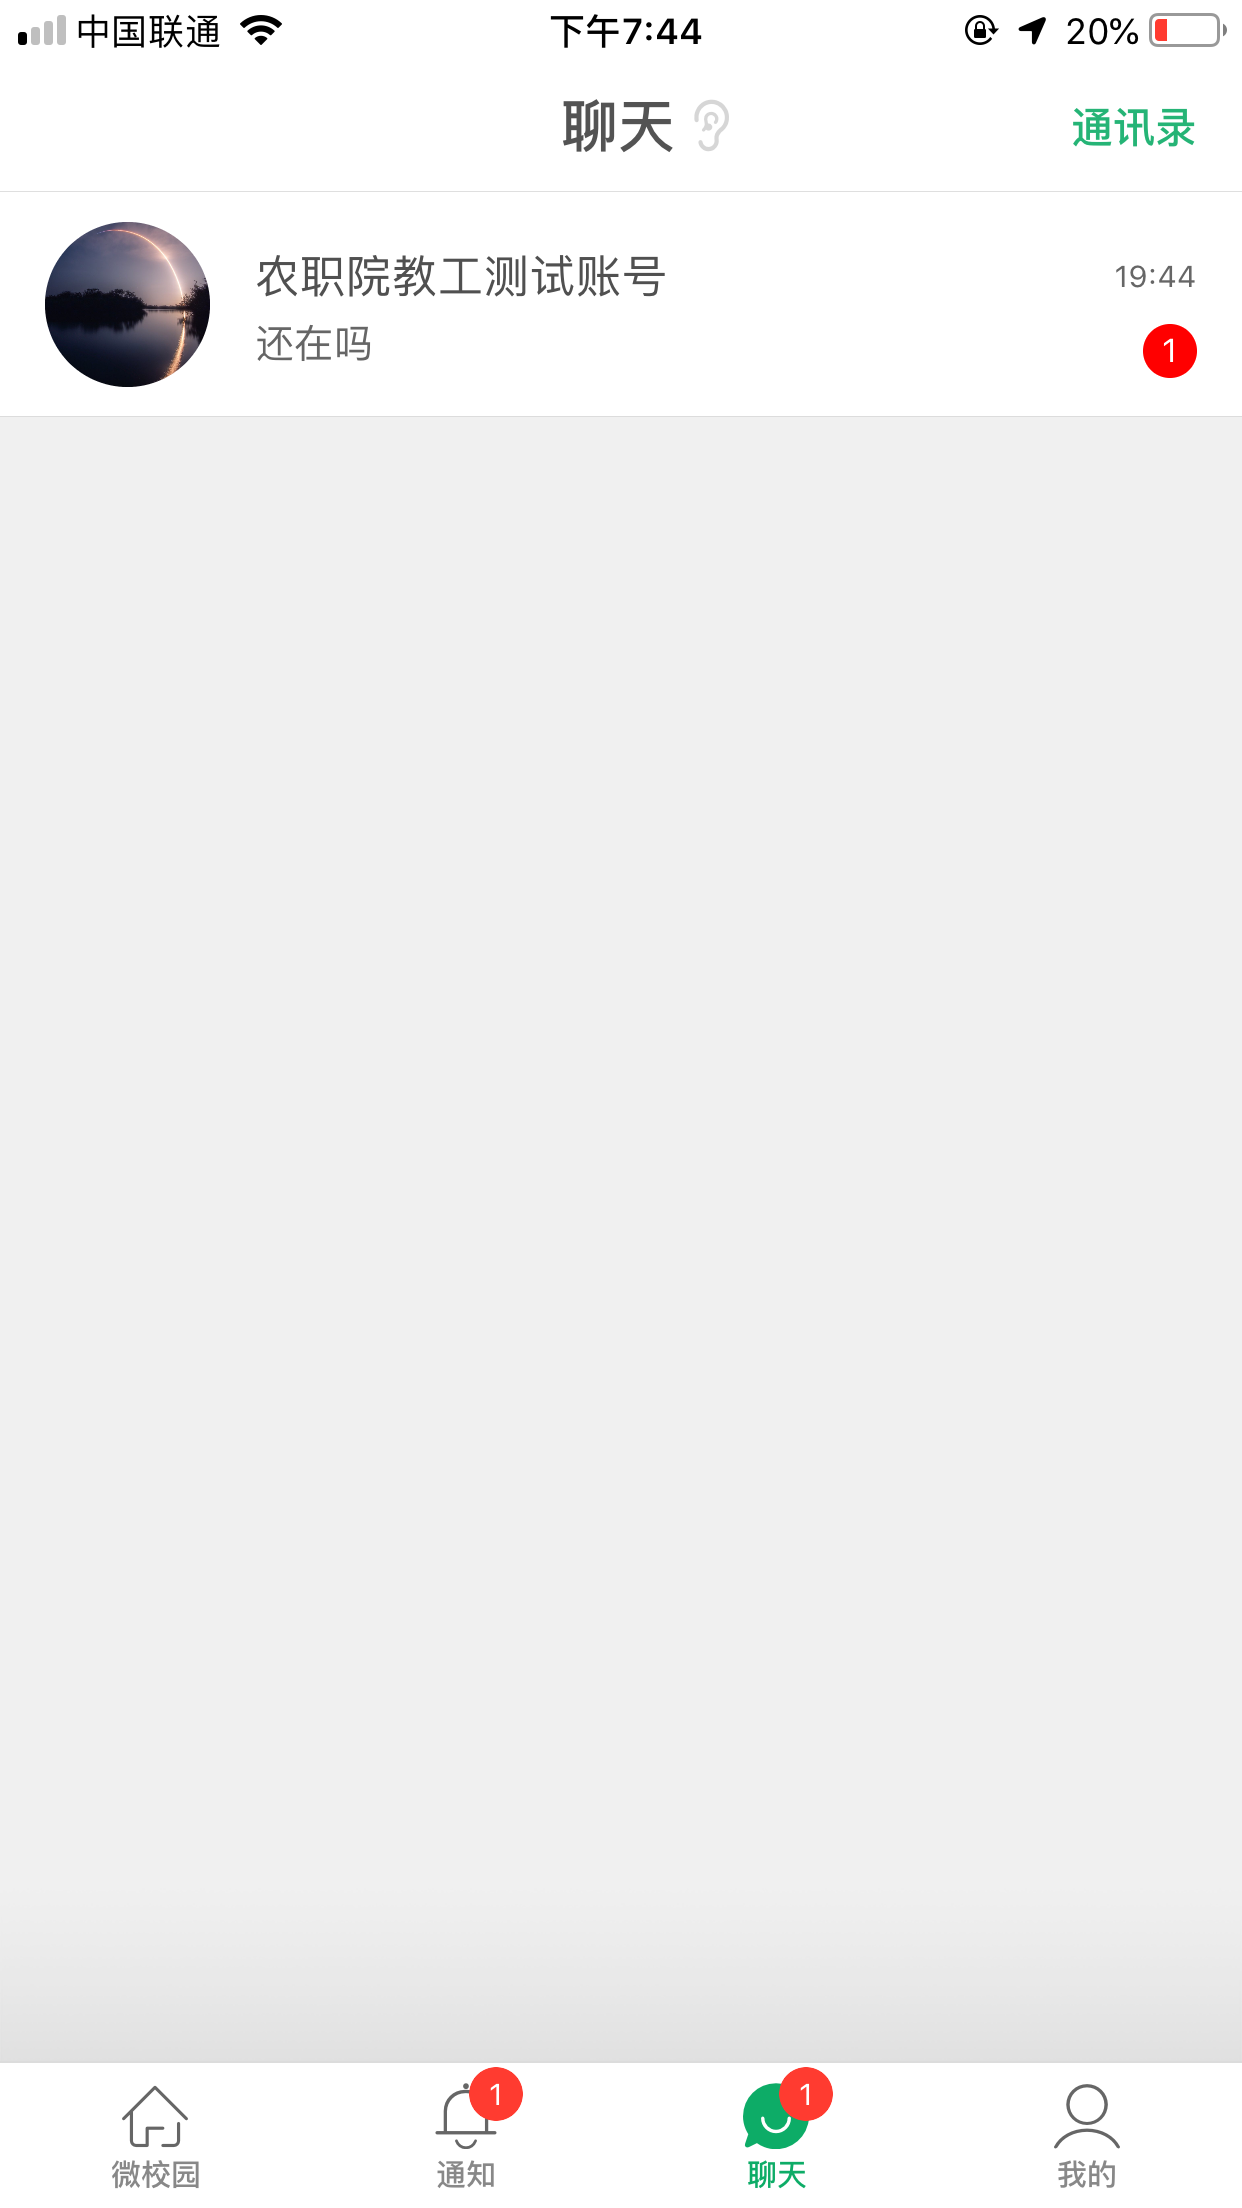 中国联通 下午7:44 20%
聊天 通讯录
农职院教工测试账号 19:44
还在吗 1
1 1
微校园 通知 聊天 我的